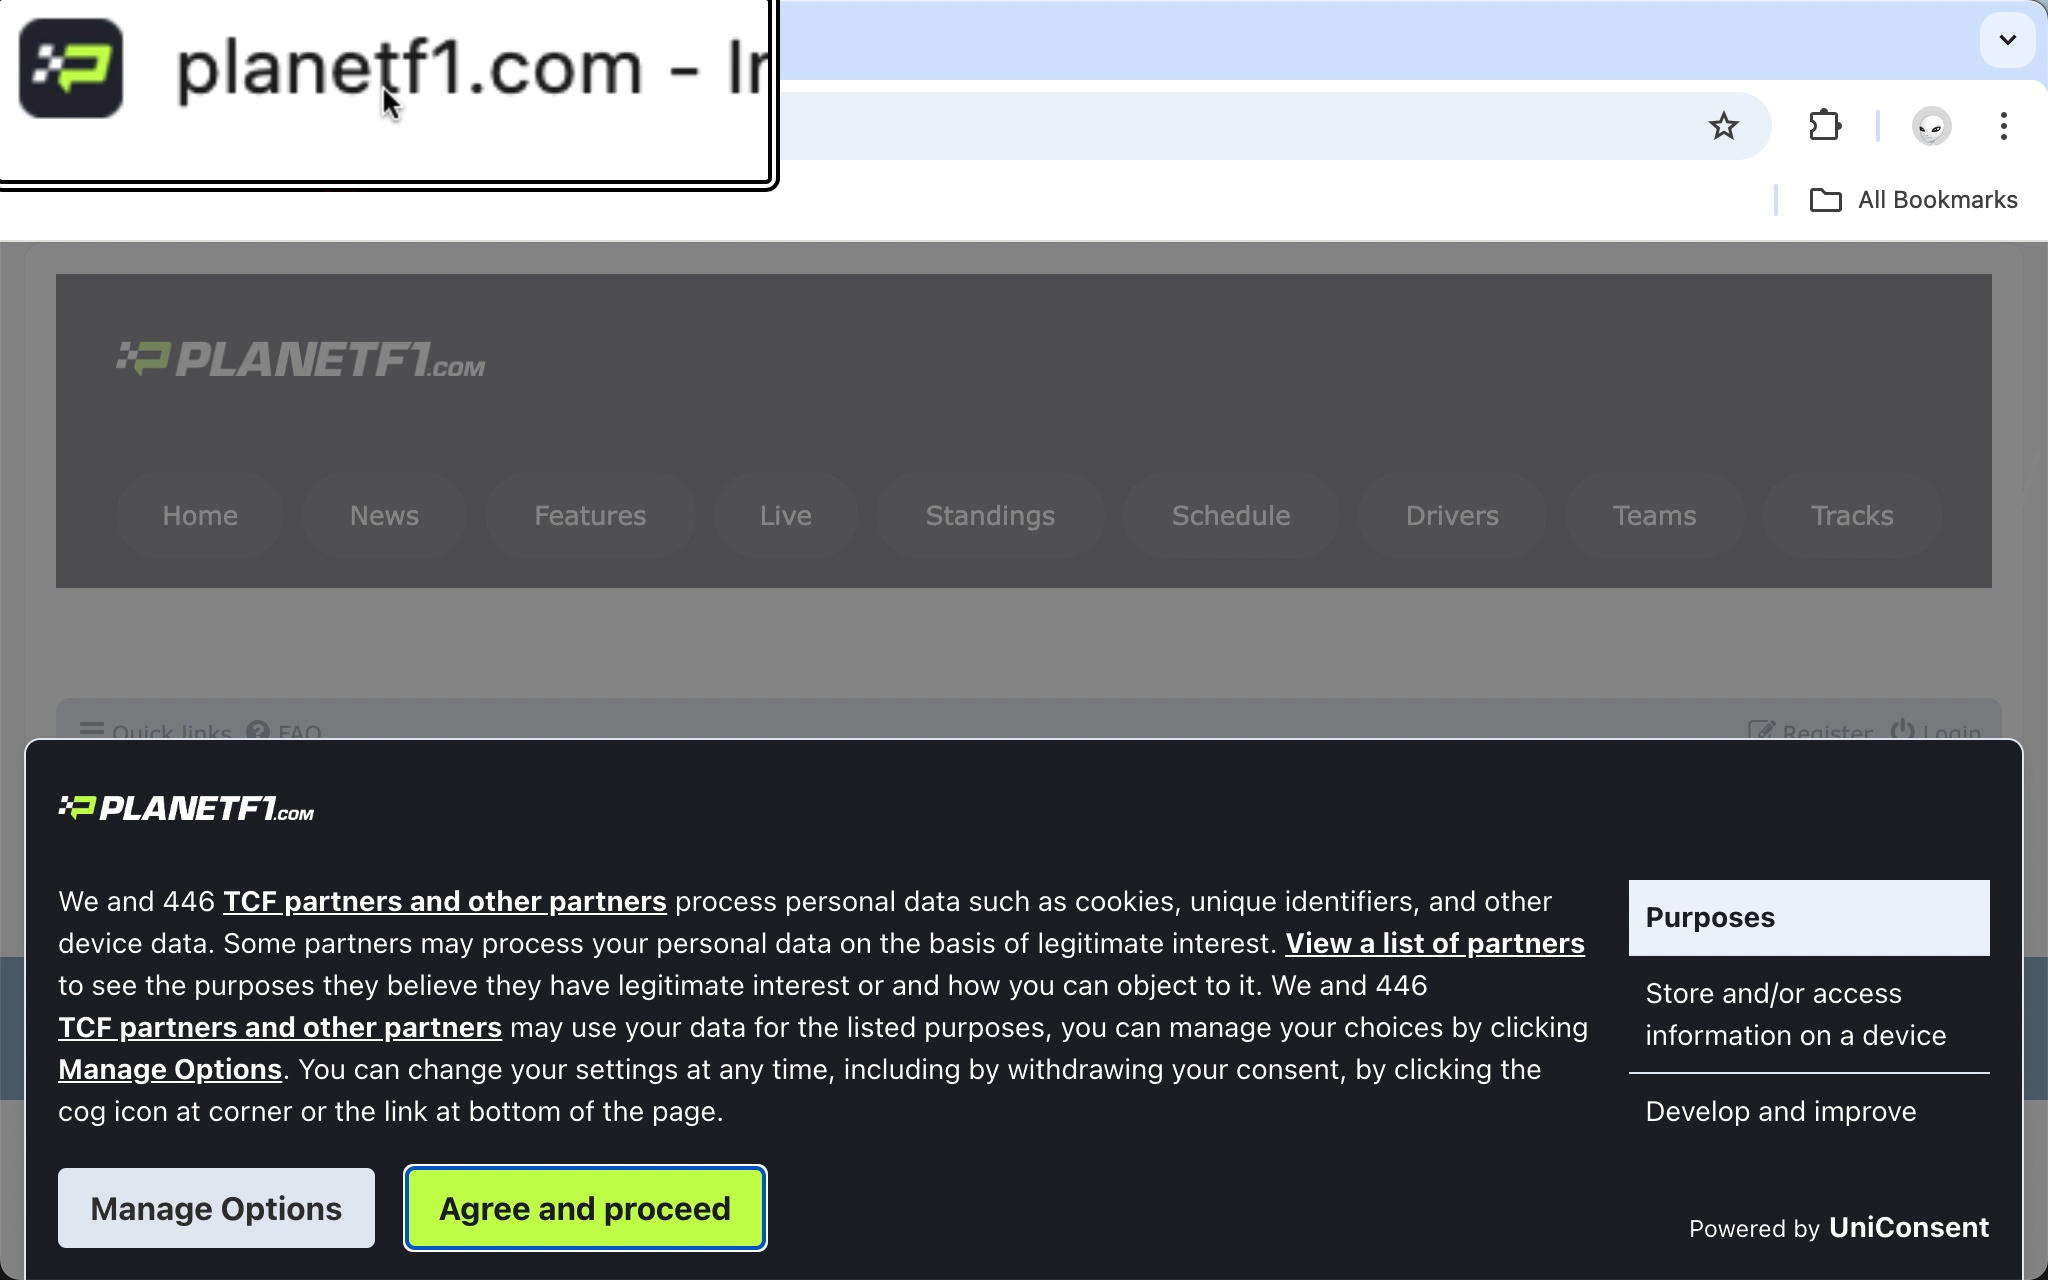 planetf1.com - Ir
All Bookmarks
PLANETF1.COM
Home News Features Live Standings Schedule Drivers Teams Tracks
Quick links FAQ Register Login
PLANETF1.COM
We and 446 TCF partners and other partners process personal data such as cookies, unique identifiers, and other
device data. Some partners may process your personal data on the basis of legitimate interest. View a list of partners
to see the purposes they believe they have legitimate interest or and how you can object to it. We and 446
TCF partners and other partners may use your data for the listed purposes, you can manage your choices by clicking
Manage Options. You can change your settings at any time, including by withdrawing your consent, by clicking the
cog icon at corner or the link at bottom of the page.
Purposes
Store and/or access
information on a device
Develop and improve
Manage Options
Agree and proceed
Powered by UniConsent